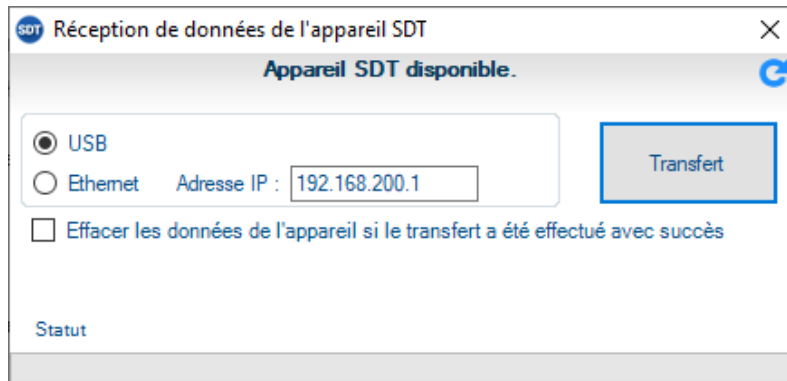 SDT Réception de données de l'appareil SDT
Appareil SDT disponible.
USB
Ethernet Adresse IP : 192.168.200.1
Transfert
Effacer les données de l'appareil si le transfert a été effectué avec succès
Statut